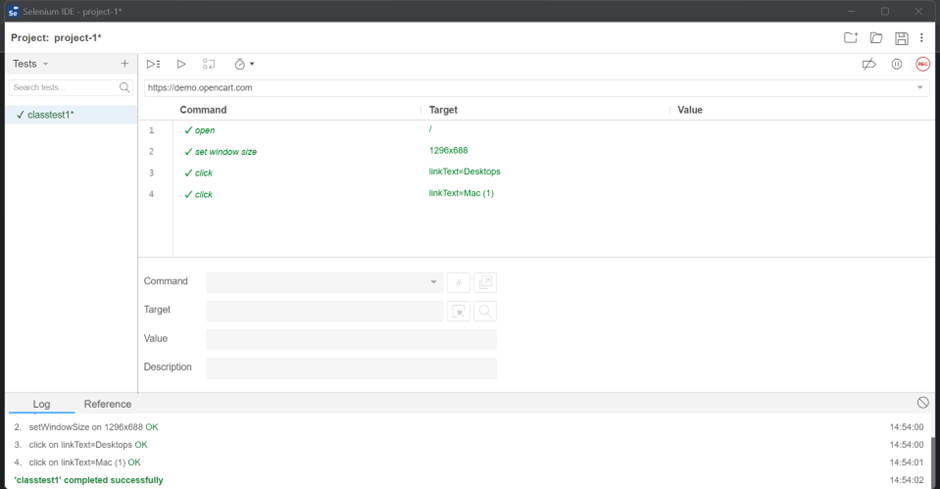 Selenium IDE - project-1*
Project: project-1*
Tests
Search tests...
classtest1*
https://demo.opencart.com
Command Target Value
1 ✓ open /
2 ✓ set window size 1296x688
3 ✓ click linkText=Desktops
4 ✓ click linkText=Mac (1)
Command //
Target
Value
Description
Log Reference
2. setWindowSize on 1296x688 OK 14:54:00
3. click on linkText=Desktops OK 14:54:00
4. click on linkText=Mac (1) OK 14:54:01
'classtest1' completed successfully 14:54:02